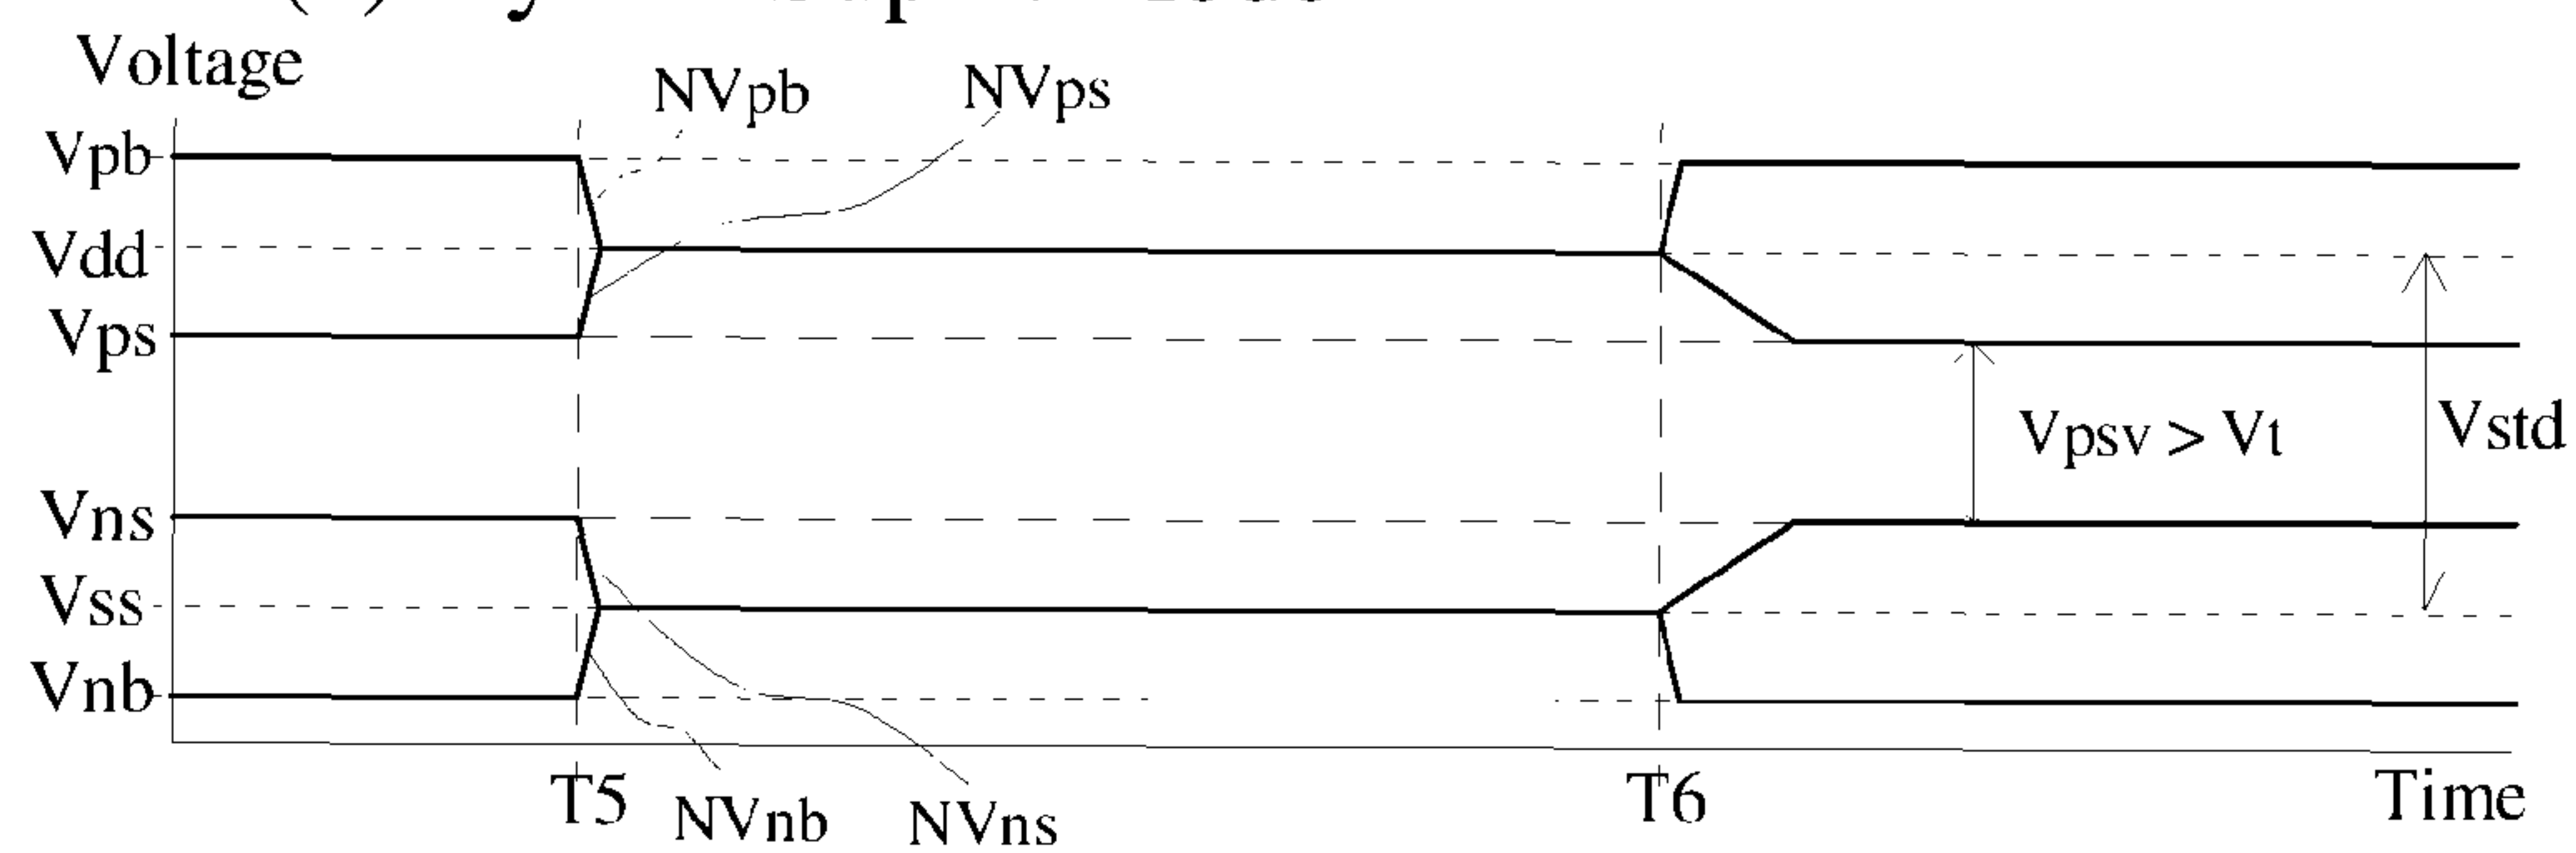 Voltage
NVpb
NVps
Vpb
Vdd
Vps
Vpsv > Vt
Vstd
Vns
Vss
Vnb
T5
NVnb
NVns
T6
Time